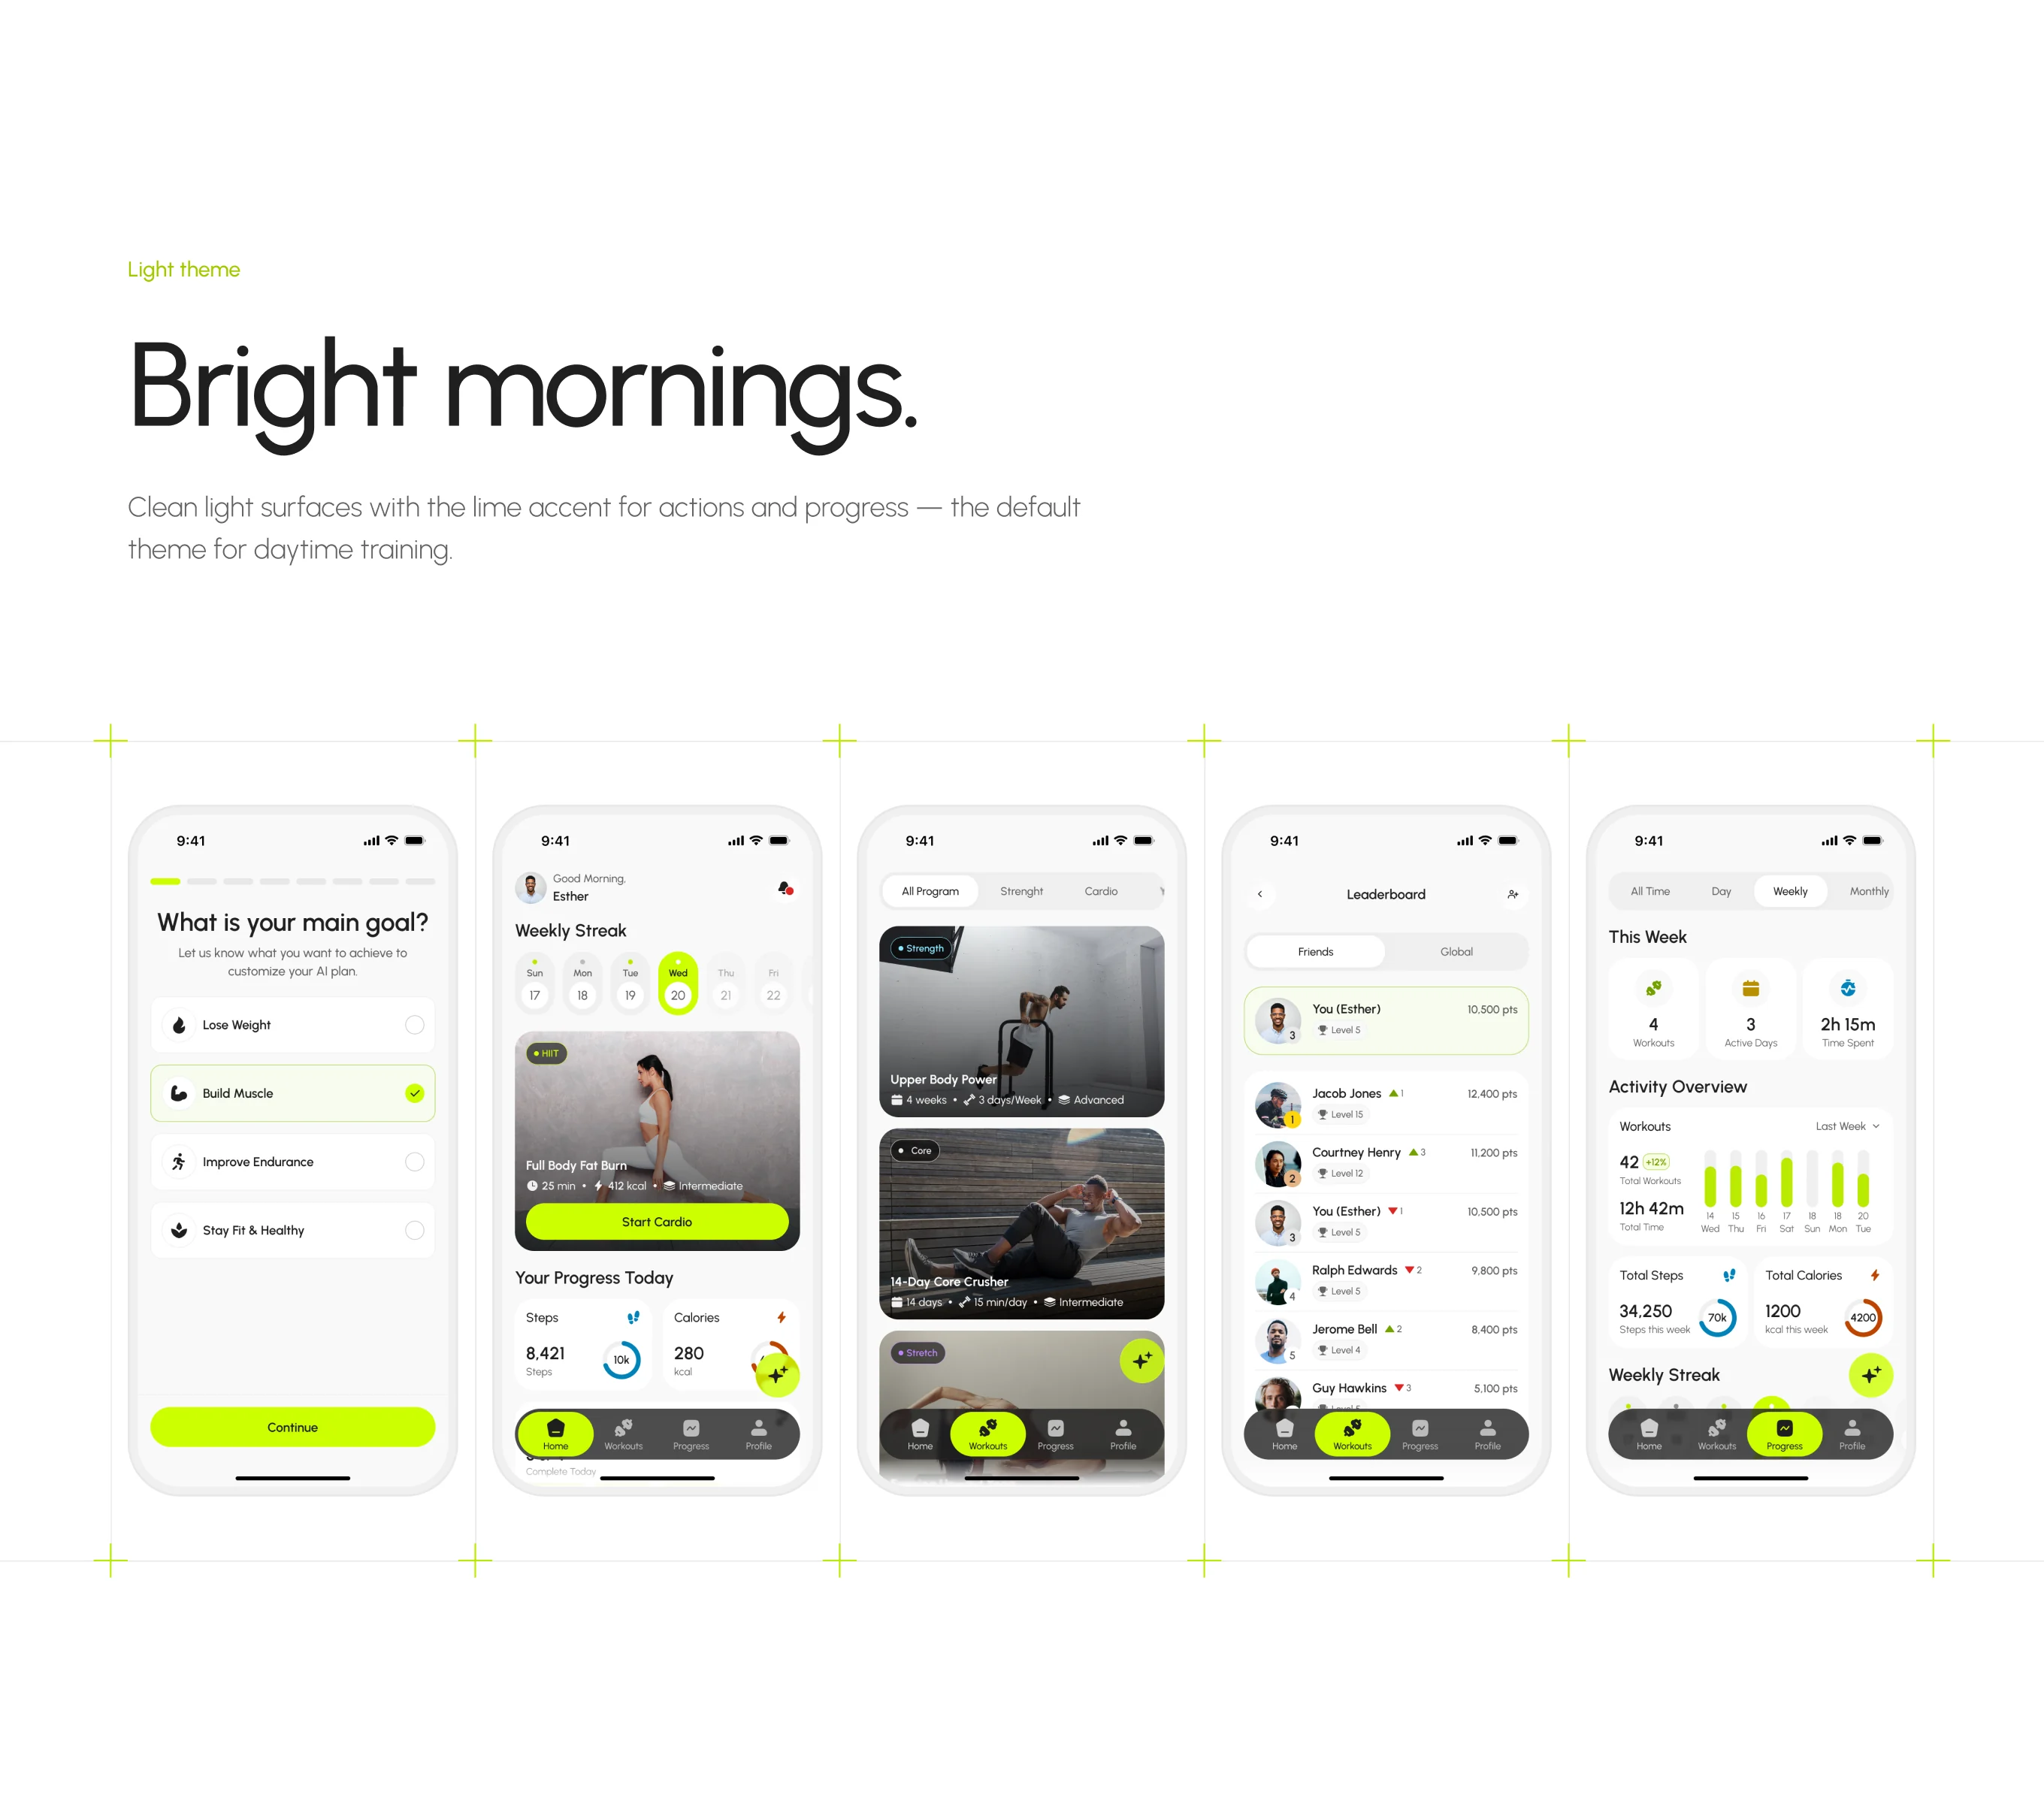 Light theme
Bright mornings.
Clean light surfaces with the lime accent for actions and progress — the default
theme for daytime training.
9:41
What is your main goal?
Let us know what you want to achieve to
customize your AI plan.
Lose Weight
Build Muscle
Improve Endurance
Stay Fit & Healthy
Continue
9:41
Good Morning,
Esther
Weekly Streak
Sun Mon Tue Wed Thu Fri
17 18 19 20 21 22
HIIT
Full Body Fat Burn
25 min • 412 kcal • Intermediate
Start Cardio
Your Progress Today
Steps Calories
8,421 10k 280
Steps kcal
Home Workouts Progress Profile
Complete Today
9:41
All Program Strenght Cardio Y
Strength
Upper Body Power
4 weeks • 3 days/Week • Advanced
Core
14-Day Core Crusher
14 days • 15 min/day • Intermediate
Stretch
Home Workouts Progress Profile
9:41
Leaderboard
Friends Global
You (Esther) 10,500 pts
3 Level 5
Jacob Jones 1 12,400 pts
1 Level 15
Courtney Henry 3 11,200 pts
2 Level 12
You (Esther) 1 10,500 pts
3 Level 5
Ralph Edwards 2 9,800 pts
4 Level 5
Jerome Bell 2 8,400 pts
5 Level 4
Guy Hawkins 3 5,100 pts
Home Workouts Progress Profile
9:41
All Time Day Weekly Monthly
This Week
4 3 2h 15m
Workouts Active Days Time Spent
Activity Overview
Workouts Last Week
42 +12%
Total Workouts
12h 42m
Total Time
14 15 16 17 18 18 20
Wed Thu Fri Sat Sun Mon Tue
Total Steps Total Calories
34,250 70k 1200 4200
Steps this week kcal this week
Weekly Streak
Home Workouts Progress Profile